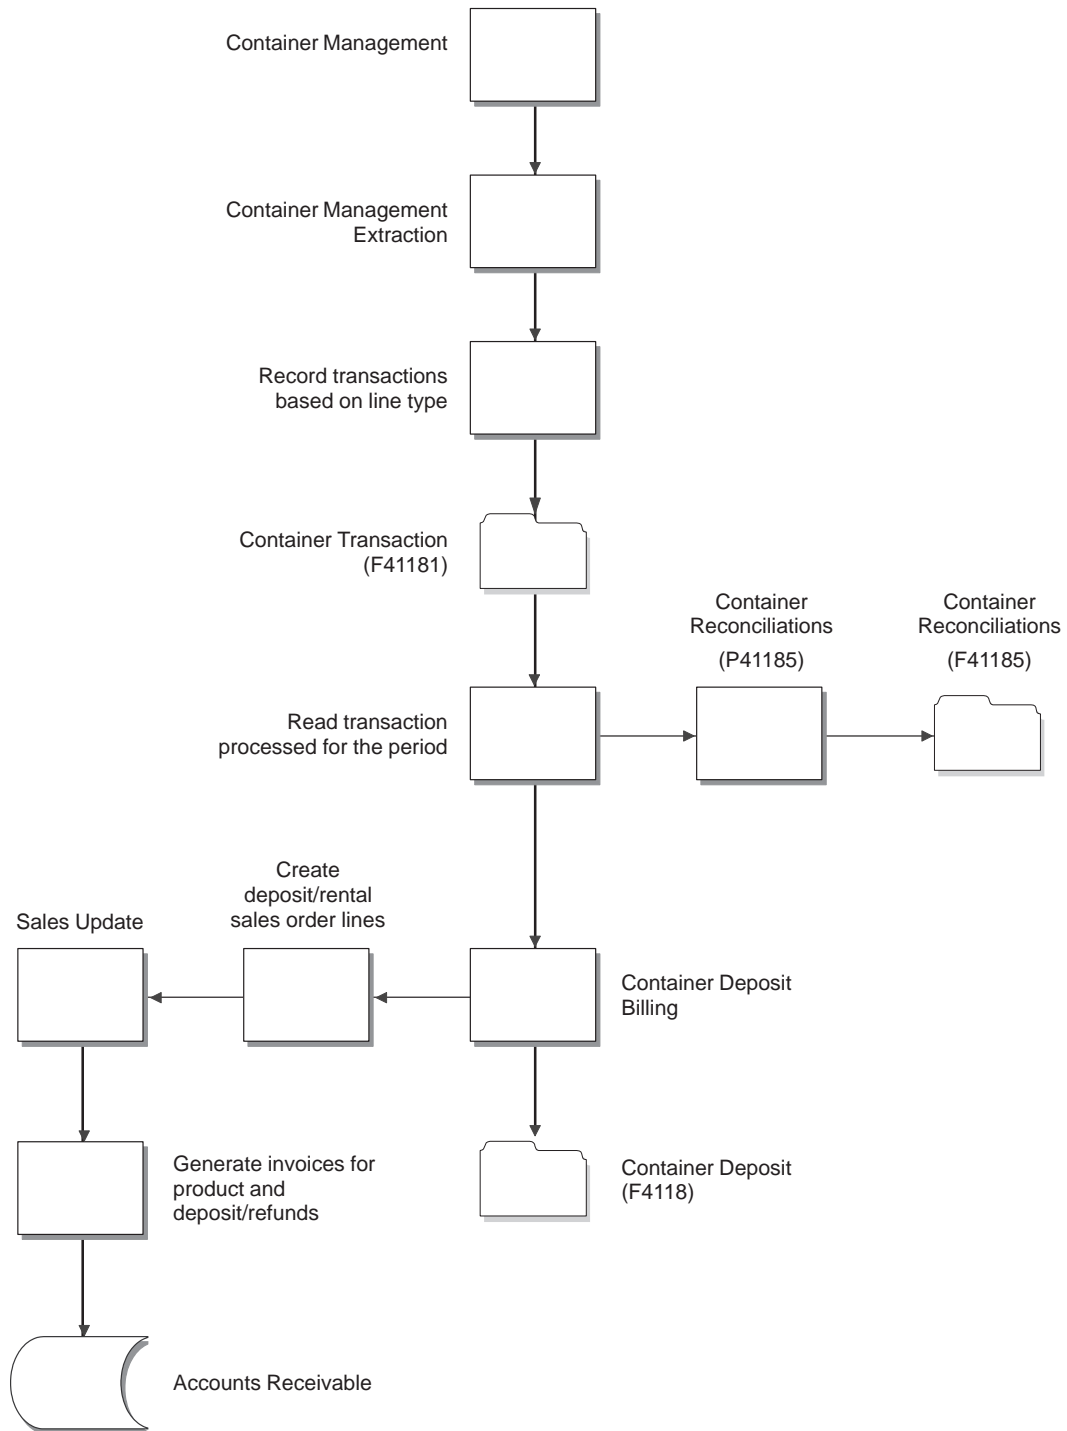 Container Management
Container Management
Extraction
Record transactions
based on line type
Container Transaction
(F41181)
Container
Reconciliations
(P41185)
Container
Reconciliations
(F41185)
Read transaction
processed for the period
Create
deposit/rental
sales order lines
Sales Update
Container Deposit
Billing
Generate invoices for
product and
deposit/refunds
Container Deposit
(F4118)
Accounts Receivable